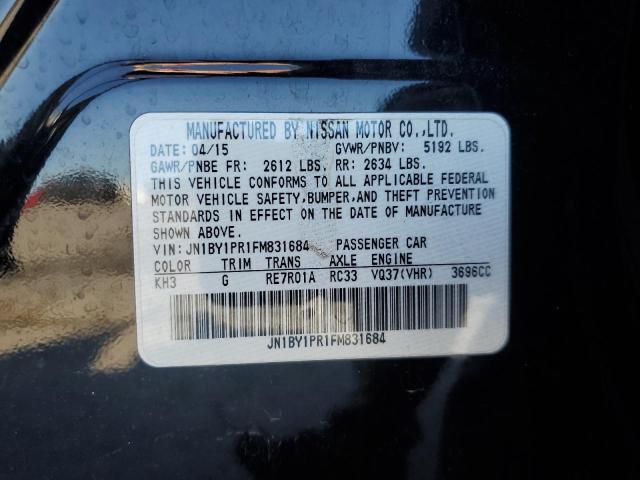 MANUFACTURED BY NISSAN MOTOR CO.,LTD.
DATE: 04/15 GVWR/PNBV: 5192 LBS.
GAWR/PNBE FR: 2612 LBS. RR: 2634 LBS.
THIS VEHICLE CONFORMS TO ALL APPLICABLE FEDERAL
MOTOR VEHICLE SAFETY,BUMPER,AND THEFT PREVENTION
STANDARDS IN EFFECT ON THE DATE OF MANUFACTURE
SHOWN ABOVE.
VIN: JN1BY1PR1FM831684 PASSENGER CAR
COLOR TRIM TRANS AXLE ENGINE
KH3 G RE7R01A RC33 VQ37(VHR) 3696CC
JN1BY1PR1FM831684